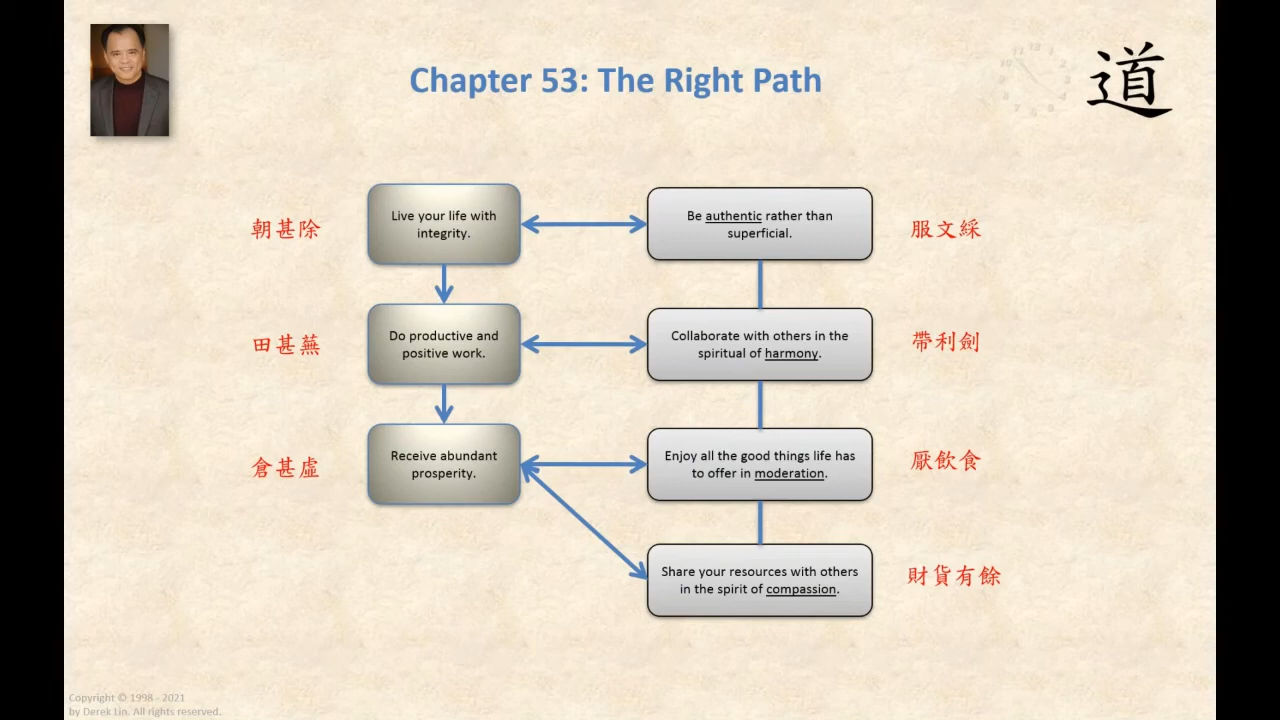 Chapter 53: The Right Path
道
12
朝甚除
Live your life with
integrity.
Be authentic rather than
superficial.
服文綵
田甚蕪
Do productive and
positive work.
Collaborate with others in the
spiritual of harmony.
帶利劍
倉甚虛
Receive abundant
prosperity.
Enjoy all the good things life has
to offer in moderation.
厭飲食
Share your resources with others
in the spirit of compassion.
財貨有餘
Copyright © 1998 - 2021
by Derek Lin. All rights reserved.